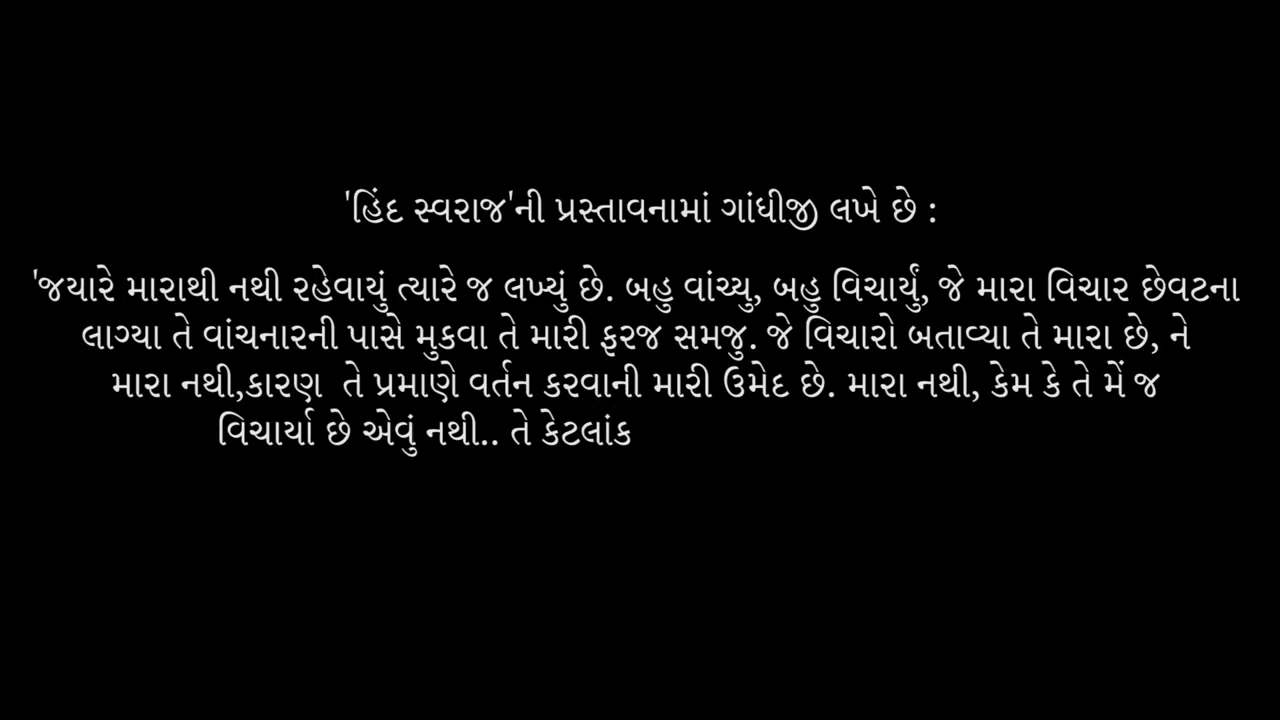 'હિંદ સ્વરાજ'ની પ્રસ્તાવનામાં ગાંધીજી લખે છે :
'જયારે મારાથી નથી રહેવાયું ત્યારે જ લખ્યું છે. બહુ વાંચ્યુ, બહુ વિચાર્યું, જે મારા વિચાર છેવટના
લાગ્યા તે વાંચનારની પાસે મુકવા તે મારી ફરજ સમજુ. જે વિચારો બતાવ્યા તે મારા છે, ને
મારા નથી,કારણ  તે પ્રમાણે વર્તન કરવાની મારી ઉમેદ છે. મારા નથી, કેમ કે તે મેં જ
વિચાર્યા છે એવું નથી.. તે કેટલાંક